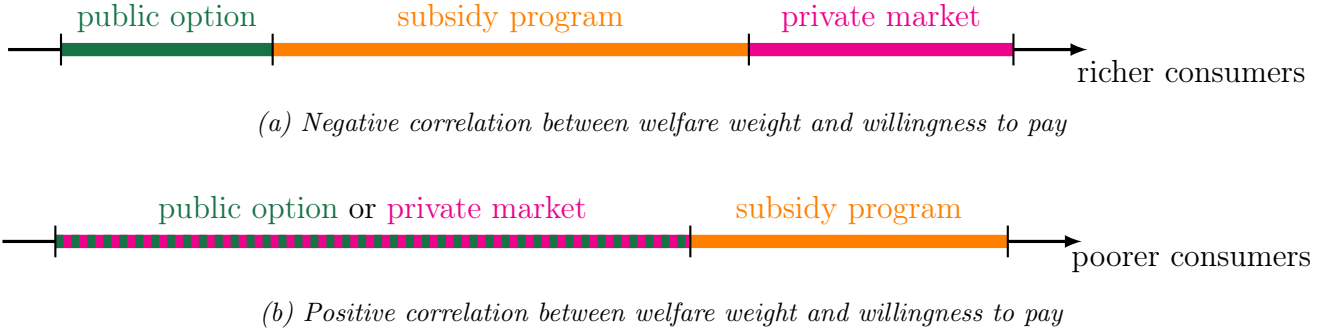 public option subsidy program private market
richer consumers
(a) Negative correlation between welfare weight and willingness to pay
public option or private market subsidy program
poorer consumers
(b) Positive correlation between welfare weight and willingness to pay